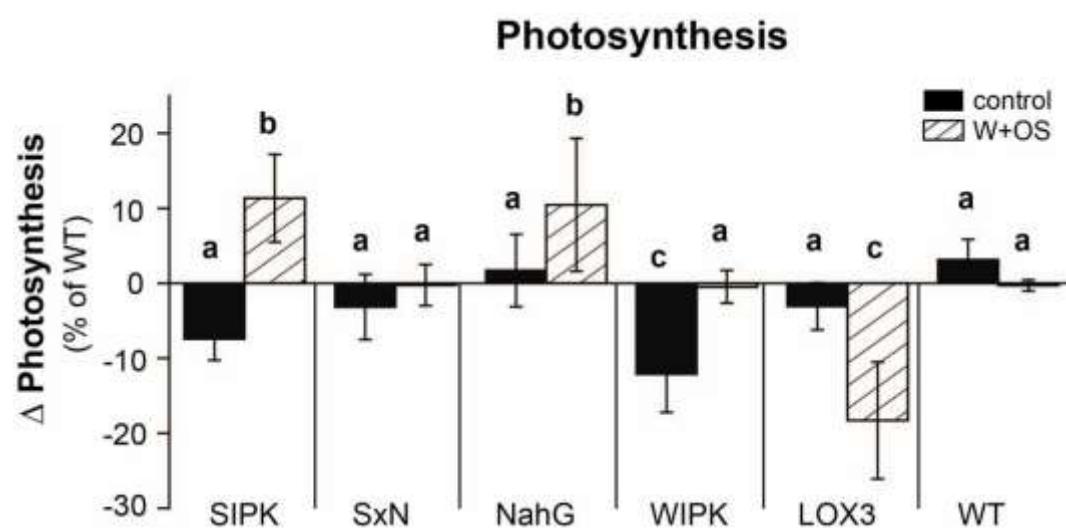 Photosynthesis
control
W+OS
Δ Photosynthesis
(% of WT)
20
10
0
-10
-20
-30
a b a a a b c a a c a a
SIPK SxN NahG WIPK LOX3 WT